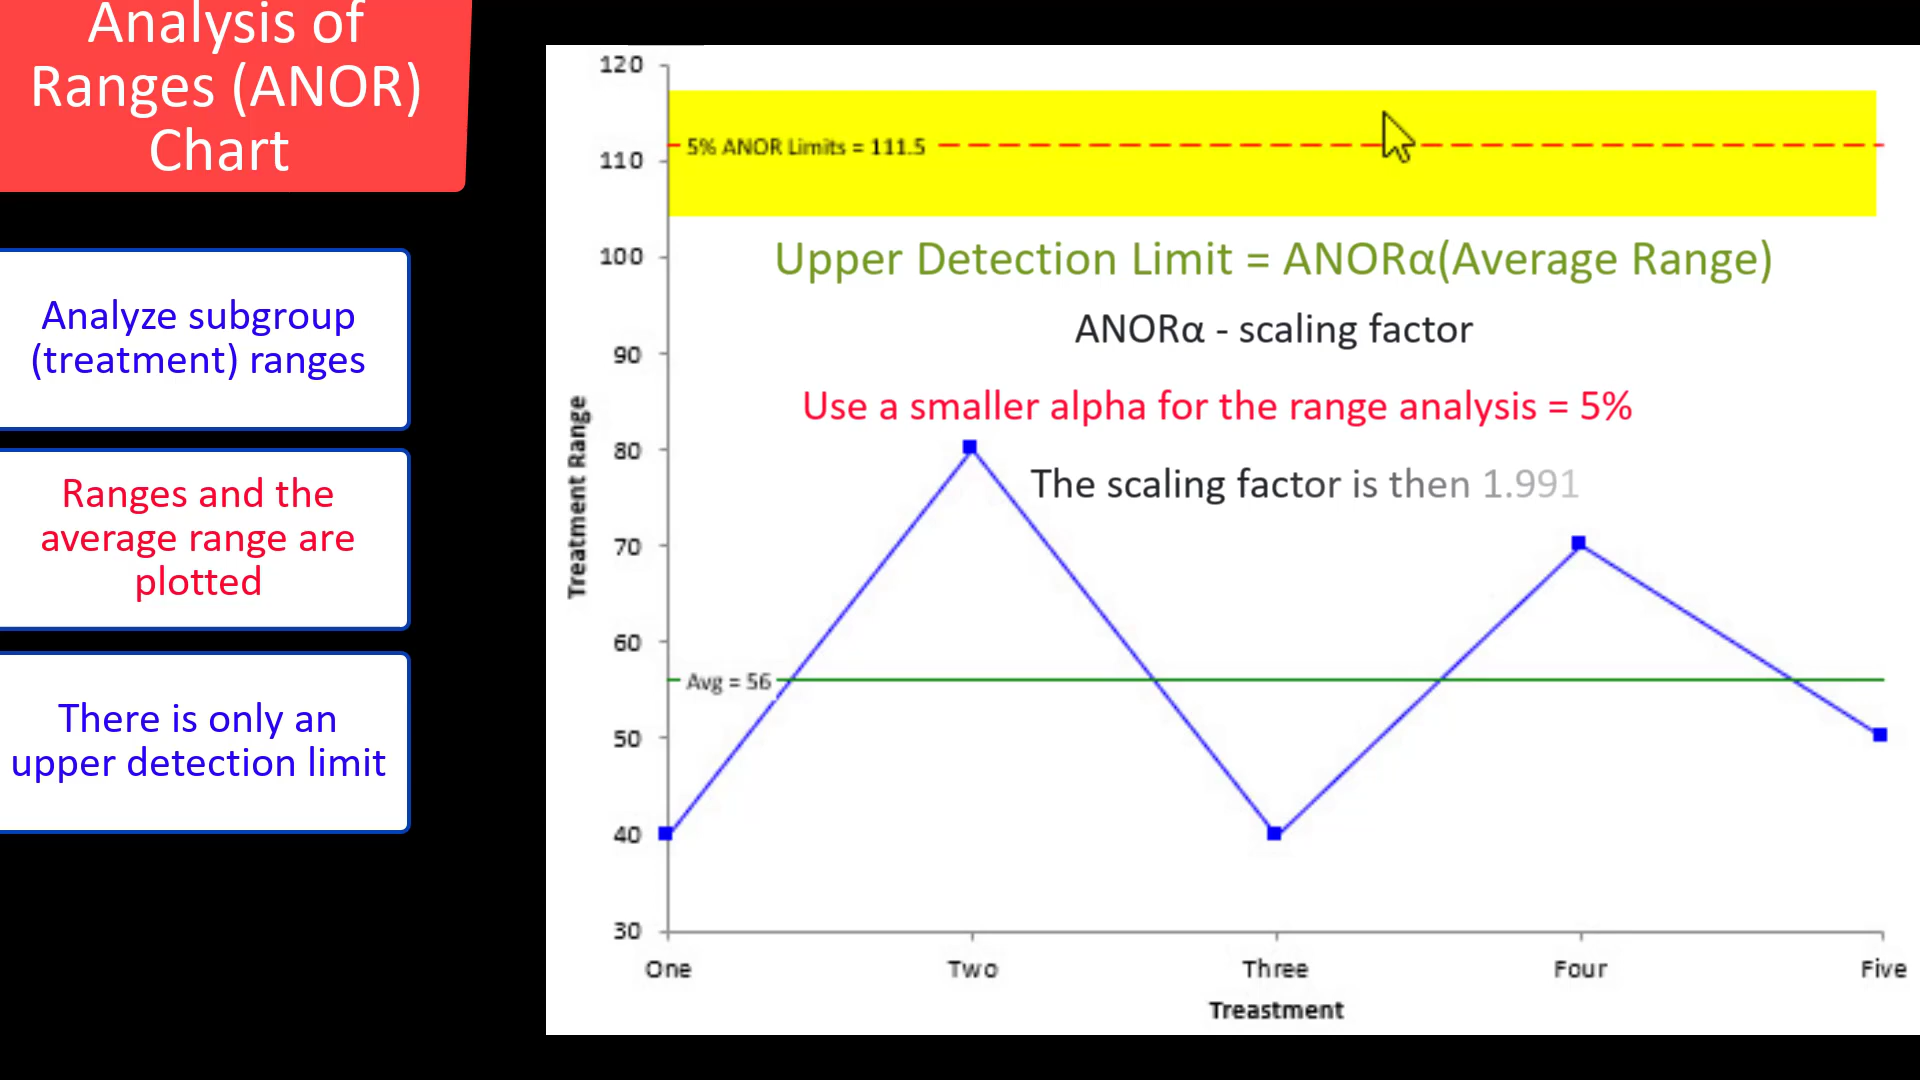 Analysis of
Ranges (ANOR)
Chart
Analyze subgroup
(treatment) ranges
Ranges and the
average range are
plotted
There is only an
upper detection limit
120
5% ANOR Limits = 111.5
110
100
Upper Detection Limit = ANORα(Average Range)
ANORα - scaling factor
90
Use a smaller alpha for the range analysis = 5%
80
The scaling factor is then 1.991
Treatment Range
70
60
Avg = 56
50
40
30
One Two Three Four Five
Treastment